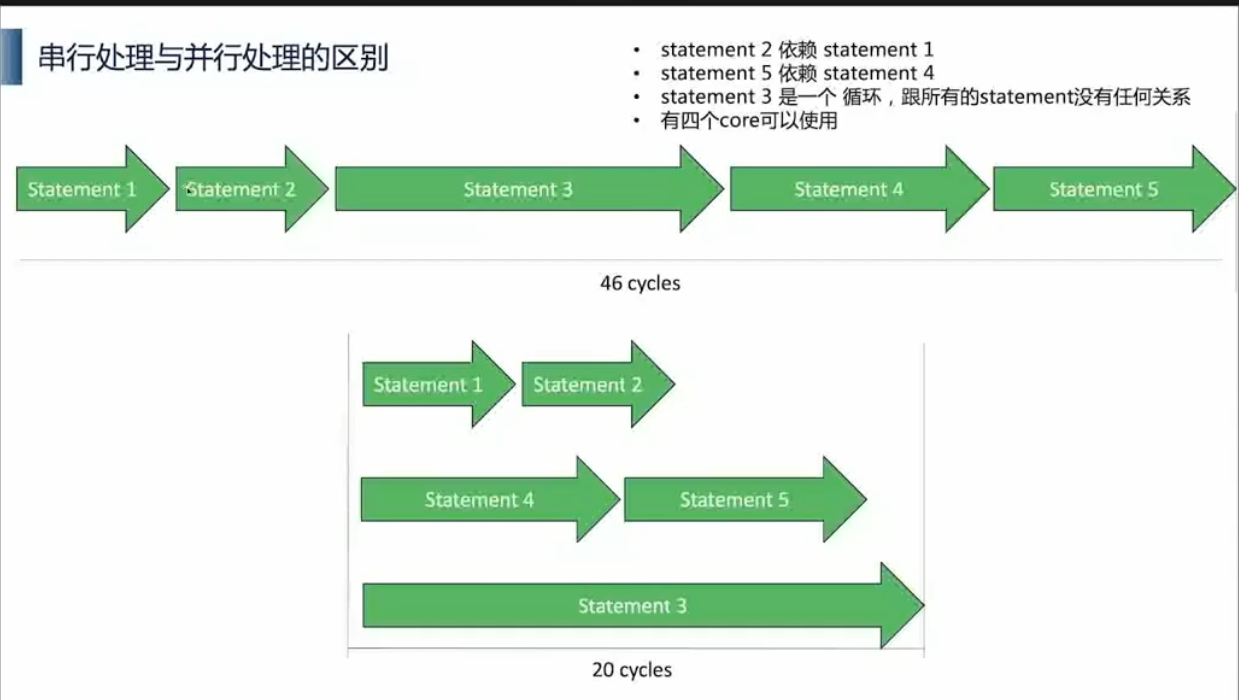 串行处理与并行处理的区别
• statement 2 依赖 statement 1
• statement 5 依赖 statement 4
• statement 3 是一个 循环，跟所有的statement没有任何关系
• 有四个core可以使用
Statement 1
Statement 2
Statement 3
Statement 4
Statement 5
46 cycles
Statement 1
Statement 2
Statement 4
Statement 5
Statement 3
20 cycles